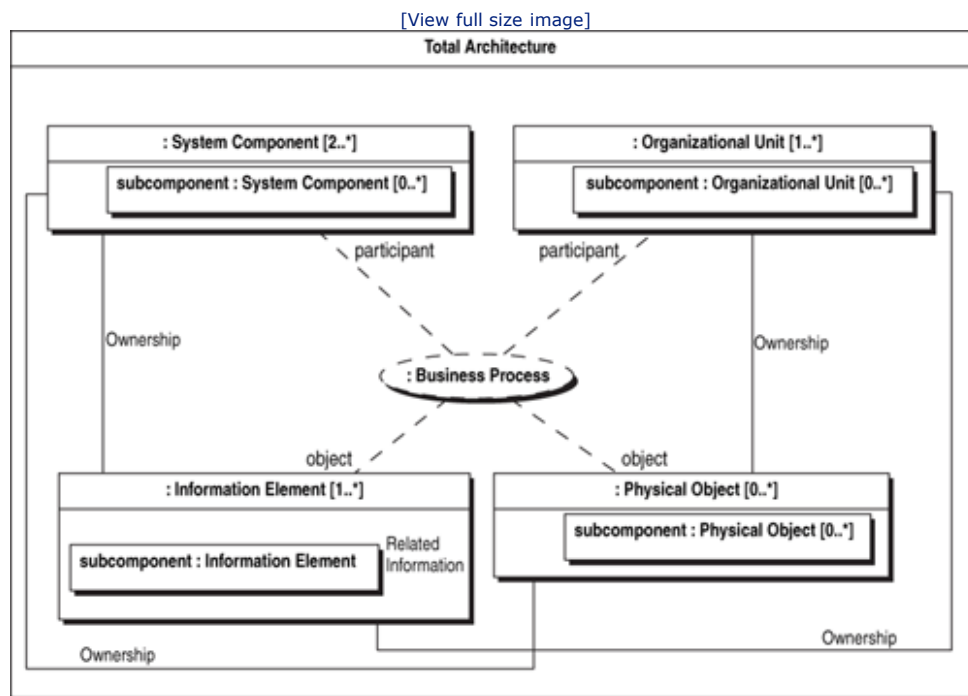 [View full size image]
Total Architecture
: System Component [2..*]
subcomponent : System Component [0..*]
: Organizational Unit [1..*]
subcomponent : Organizational Unit [0..*]
participant
participant
Ownership
Ownership
: Business Process
object
object
: Information Element [1..*]
subcomponent : Information Element
Related
Information
: Physical Object [0..*]
subcomponent : Physical Object [0..*]
Ownership
Ownership